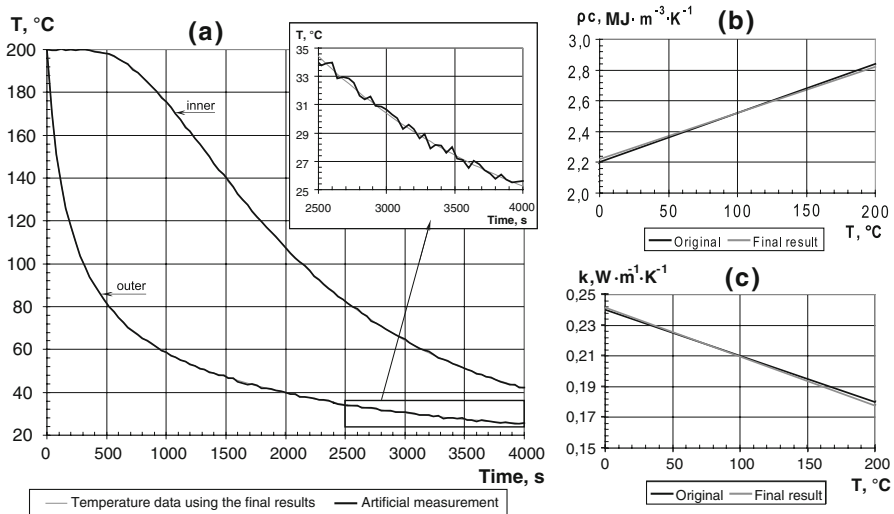 T, °C
(a)
200
180
160
140
120
100
80
60
40
20
0
500
1000
1500
2000
2500
3000
3500
4000
Time, s
inner
outer
T, °C
35
33
31
29
27
25
2500
3000
3500
4000
Time, s
Temperature data using the final results
Artificial measurement
(b)
ρc, MJ·m⁻³·K⁻¹
3,0
2,8
2,6
2,4
2,2
2,0
0
50
100
150
200
T, °C
Original
Final result
(c)
k,W·m⁻¹·K⁻¹
0,25
0,23
0,21
0,19
0,17
0,15
0
50
100
150
200
T, °C
Original
Final result